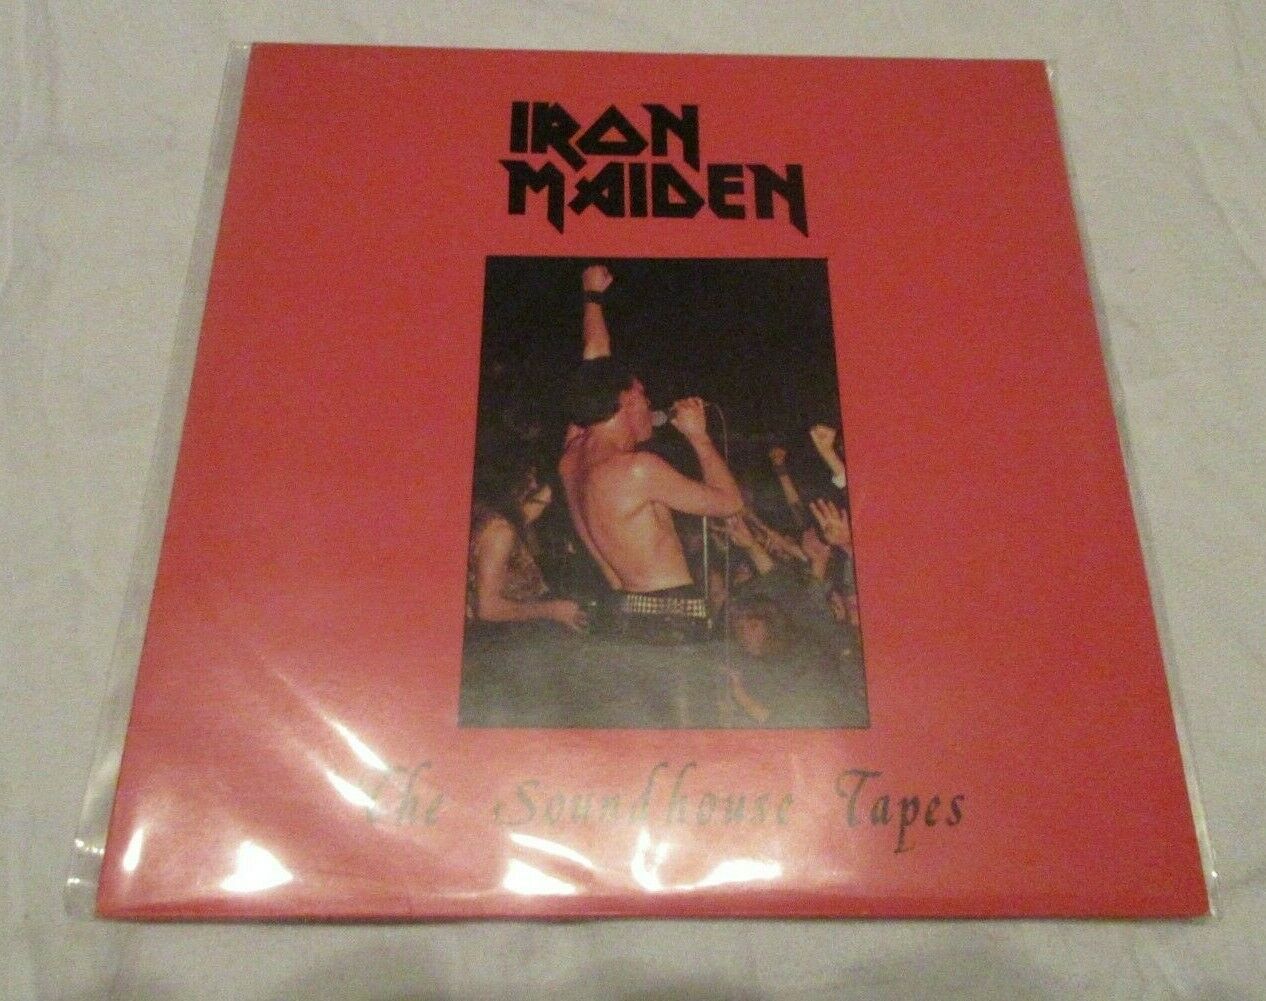 IRON
MAIDEN
The Soundhouse Tapes